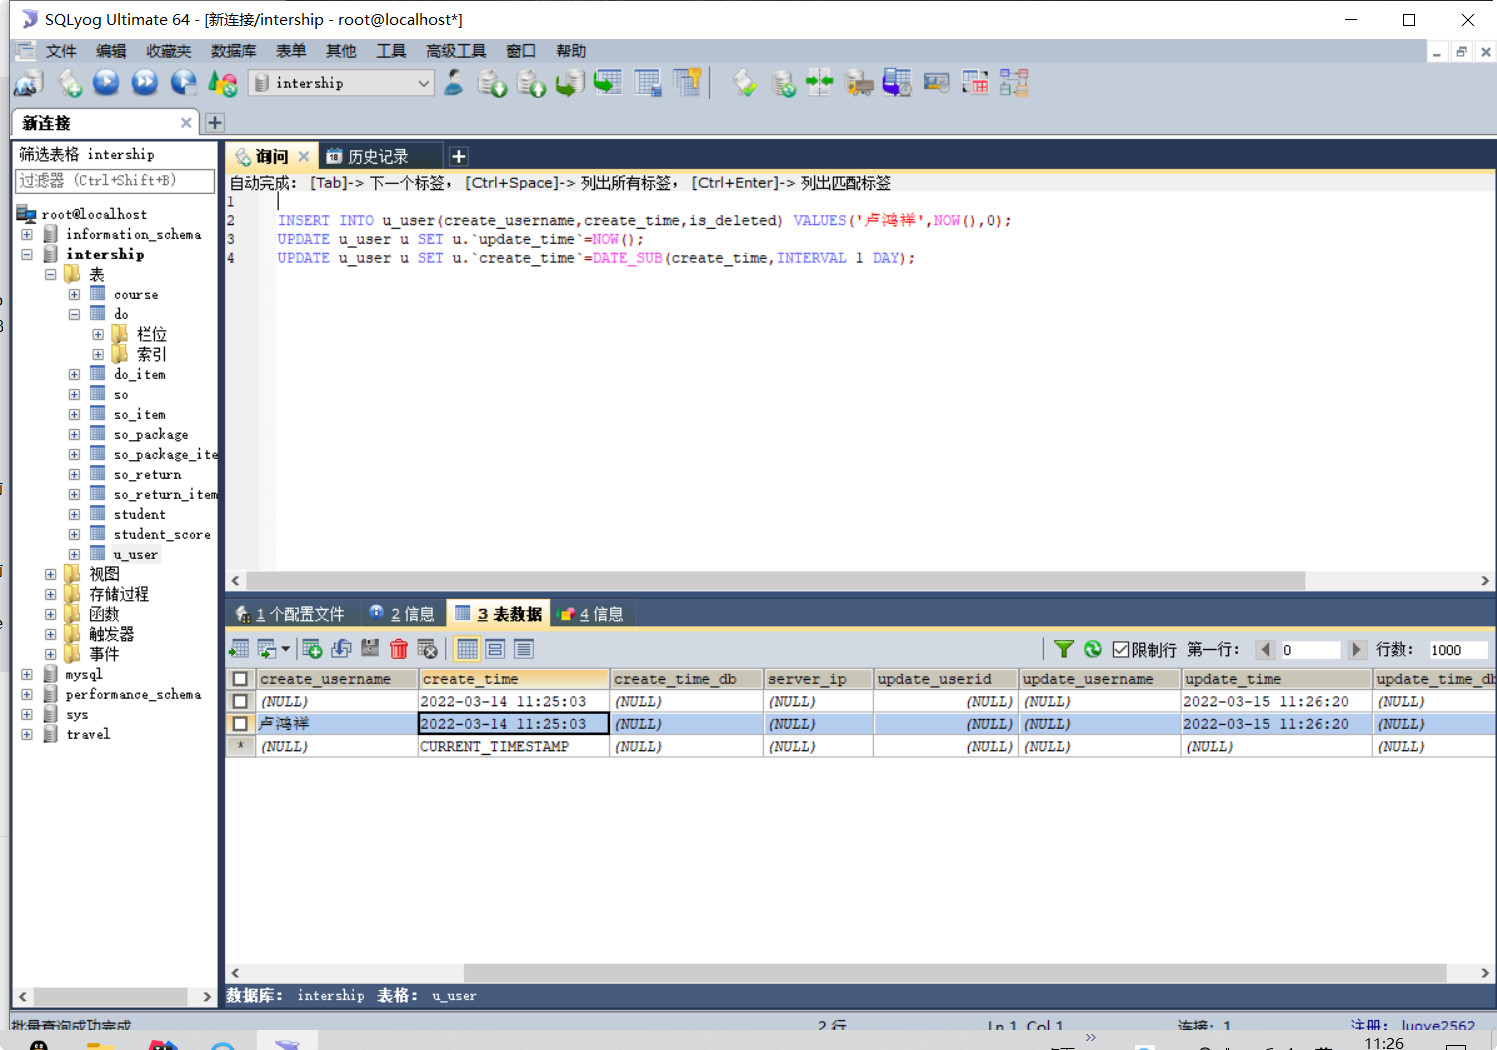 SQLyog Ultimate 64 - [新连接/intership - root@localhost*]
文件 编辑 收藏夹 数据库 表单 其他 工具 高级工具 窗口 帮助
intership
新连接
筛选表格 intership
过滤器 (Ctrl+Shift+B)
root@localhost
information_schema
intership
表
course
do
栏位
索引
do_item
so
so_item
so_package
so_package_ite
so_return
so_return_item
student
student_score
u_user
视图
存储过程
函数
触发器
事件
mysql
performance_schema
sys
travel
询问 历史记录
自动完成： [Tab]-> 下一个标签， [Ctrl+Space]-> 列出所有标签， [Ctrl+Enter]-> 列出匹配标签
1
2 INSERT INTO u_user(create_username,create_time,is_deleted) VALUES('卢鸿祥',NOW(),0);
3 UPDATE u_user u SET u.`update_time`=NOW();
4 UPDATE u_user u SET u.`create_time`=DATE_SUB(create_time,INTERVAL 1 DAY);
1 个配置文件 2 信息 3 表数据 4 信息
限制行 第一行： 0 行数： 1000
create_username create_time create_time_db server_ip update_userid update_username update_time update_time_db
(NULL) 2022-03-14 11:25:03 (NULL) (NULL) (NULL) (NULL) 2022-03-15 11:26:20 (NULL)
卢鸿祥 2022-03-14 11:25:03 (NULL) (NULL) (NULL) (NULL) 2022-03-15 11:26:20 (NULL)
* (NULL) CURRENT_TIMESTAMP (NULL) (NULL) (NULL) (NULL) (NULL) (NULL)
数据库： intership 表格： u_user
批量查询成功完成 2 行 Ln 1, Col 1 连接： 1 注册： luoye2562
11:26